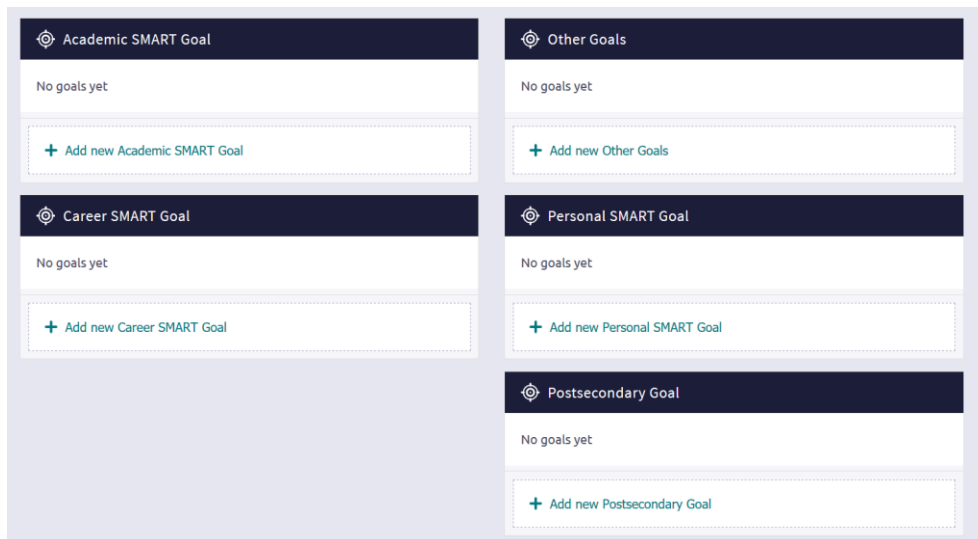 Academic SMART Goal
No goals yet
+ Add new Academic SMART Goal
Career SMART Goal
No goals yet
+ Add new Career SMART Goal
Other Goals
No goals yet
+ Add new Other Goals
Personal SMART Goal
No goals yet
+ Add new Personal SMART Goal
Postsecondary Goal
No goals yet
+ Add new Postsecondary Goal